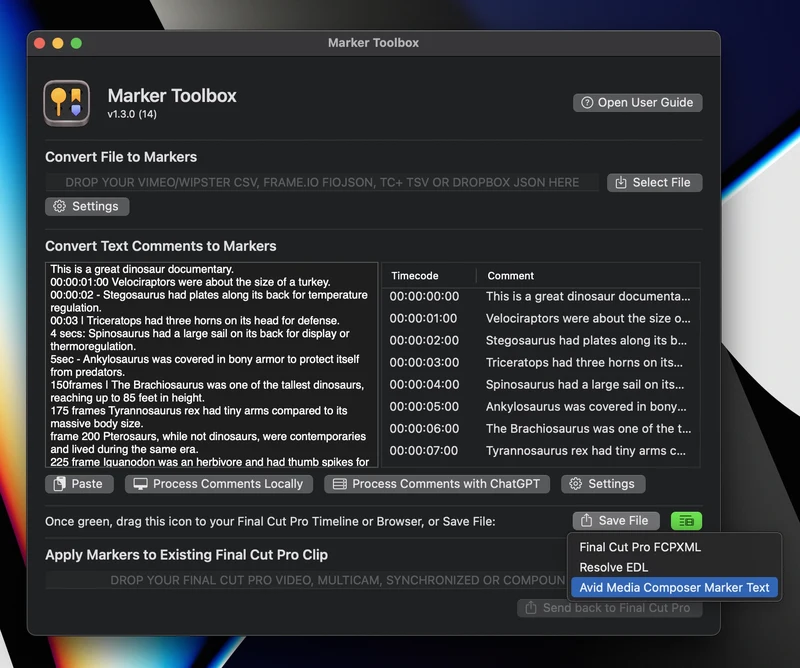 Marker Toolbox
Marker Toolbox
v1.3.0 (14)
Open User Guide
Convert File to Markers
DROP YOUR VIMEO/WIPSTER CSV, FRAME.IO FIOJSON, TC+ TSV OR DROPBOX JSON HERE
Select File
Settings
Convert Text Comments to Markers
This is a great dinosaur documentary.
00:00:01:00 Velociraptors were about the size of a turkey.
00:00:02 - Stegosaurus had plates along its back for temperature
regulation.
00:03 | Triceratops had three horns on its head for defense.
4 secs: Spinosaurus had a large sail on its back for display or
thermoregulation.
5sec - Ankylosaurus was covered in bony armor to protect itself
from predators.
150frames | The Brachiosaurus was one of the tallest dinosaurs,
reaching up to 85 feet in height.
175 frames Tyrannosaurus rex had tiny arms compared to its
massive body size.
frame 200 Pterosaurs, while not dinosaurs, were contemporaries
and lived during the same era.
225 frame Iguanodon was an herbivore and had thumb spikes for
Timecode Comment
00:00:00:00 This is a great dinosaur documenta...
00:00:01:00 Velociraptors were about the size o...
00:00:02:00 Stegosaurus had plates along its b...
00:00:03:00 Triceratops had three horns on its...
00:00:04:00 Spinosaurus had a large sail on its...
00:00:05:00 Ankylosaurus was covered in bony...
00:00:06:00 The Brachiosaurus was one of the t...
00:00:07:00 Tyrannosaurus rex had tiny arms c...
Paste
Process Comments Locally
Process Comments with ChatGPT
Settings
Once green, drag this icon to your Final Cut Pro Timeline or Browser, or Save File:
Save File
Final Cut Pro FCPXML
Resolve EDL
Avid Media Composer Marker Text
Apply Markers to Existing Final Cut Pro Clip
DROP YOUR FINAL CUT PRO VIDEO, MULTICAM, SYNCHRONIZED OR COMPOUN
Send back to Final Cut Pro